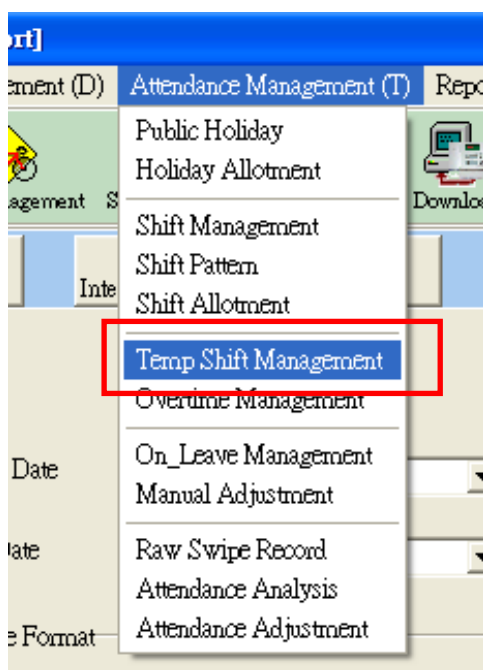 ort]
ement (D) Attendance Management (T) Repo
Public Holiday
Holiday Allotment
agement S Downloa
Shift Management
Shift Pattern
Inte
Shift Allotment
Temp Shift Management
Overtime Management
On_Leave Management
Date
Manual Adjustment
ate Raw Swipe Record
Attendance Analysis
e Format Attendance Adjustment